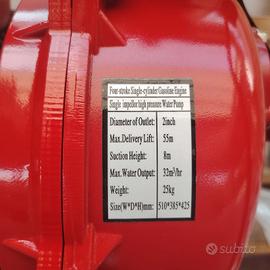 Four-stroke Single-cylinder Gasoline Engine
Single impellor high pressure Water Pump
Diameter of Outlet: 2inch
Max.Delivery Lift: 55m
Suction Height: 8m
Max.Water Output: 32m³/hr
Weight: 25kg
Size(W*D*H)mm: 510*385*425
subito